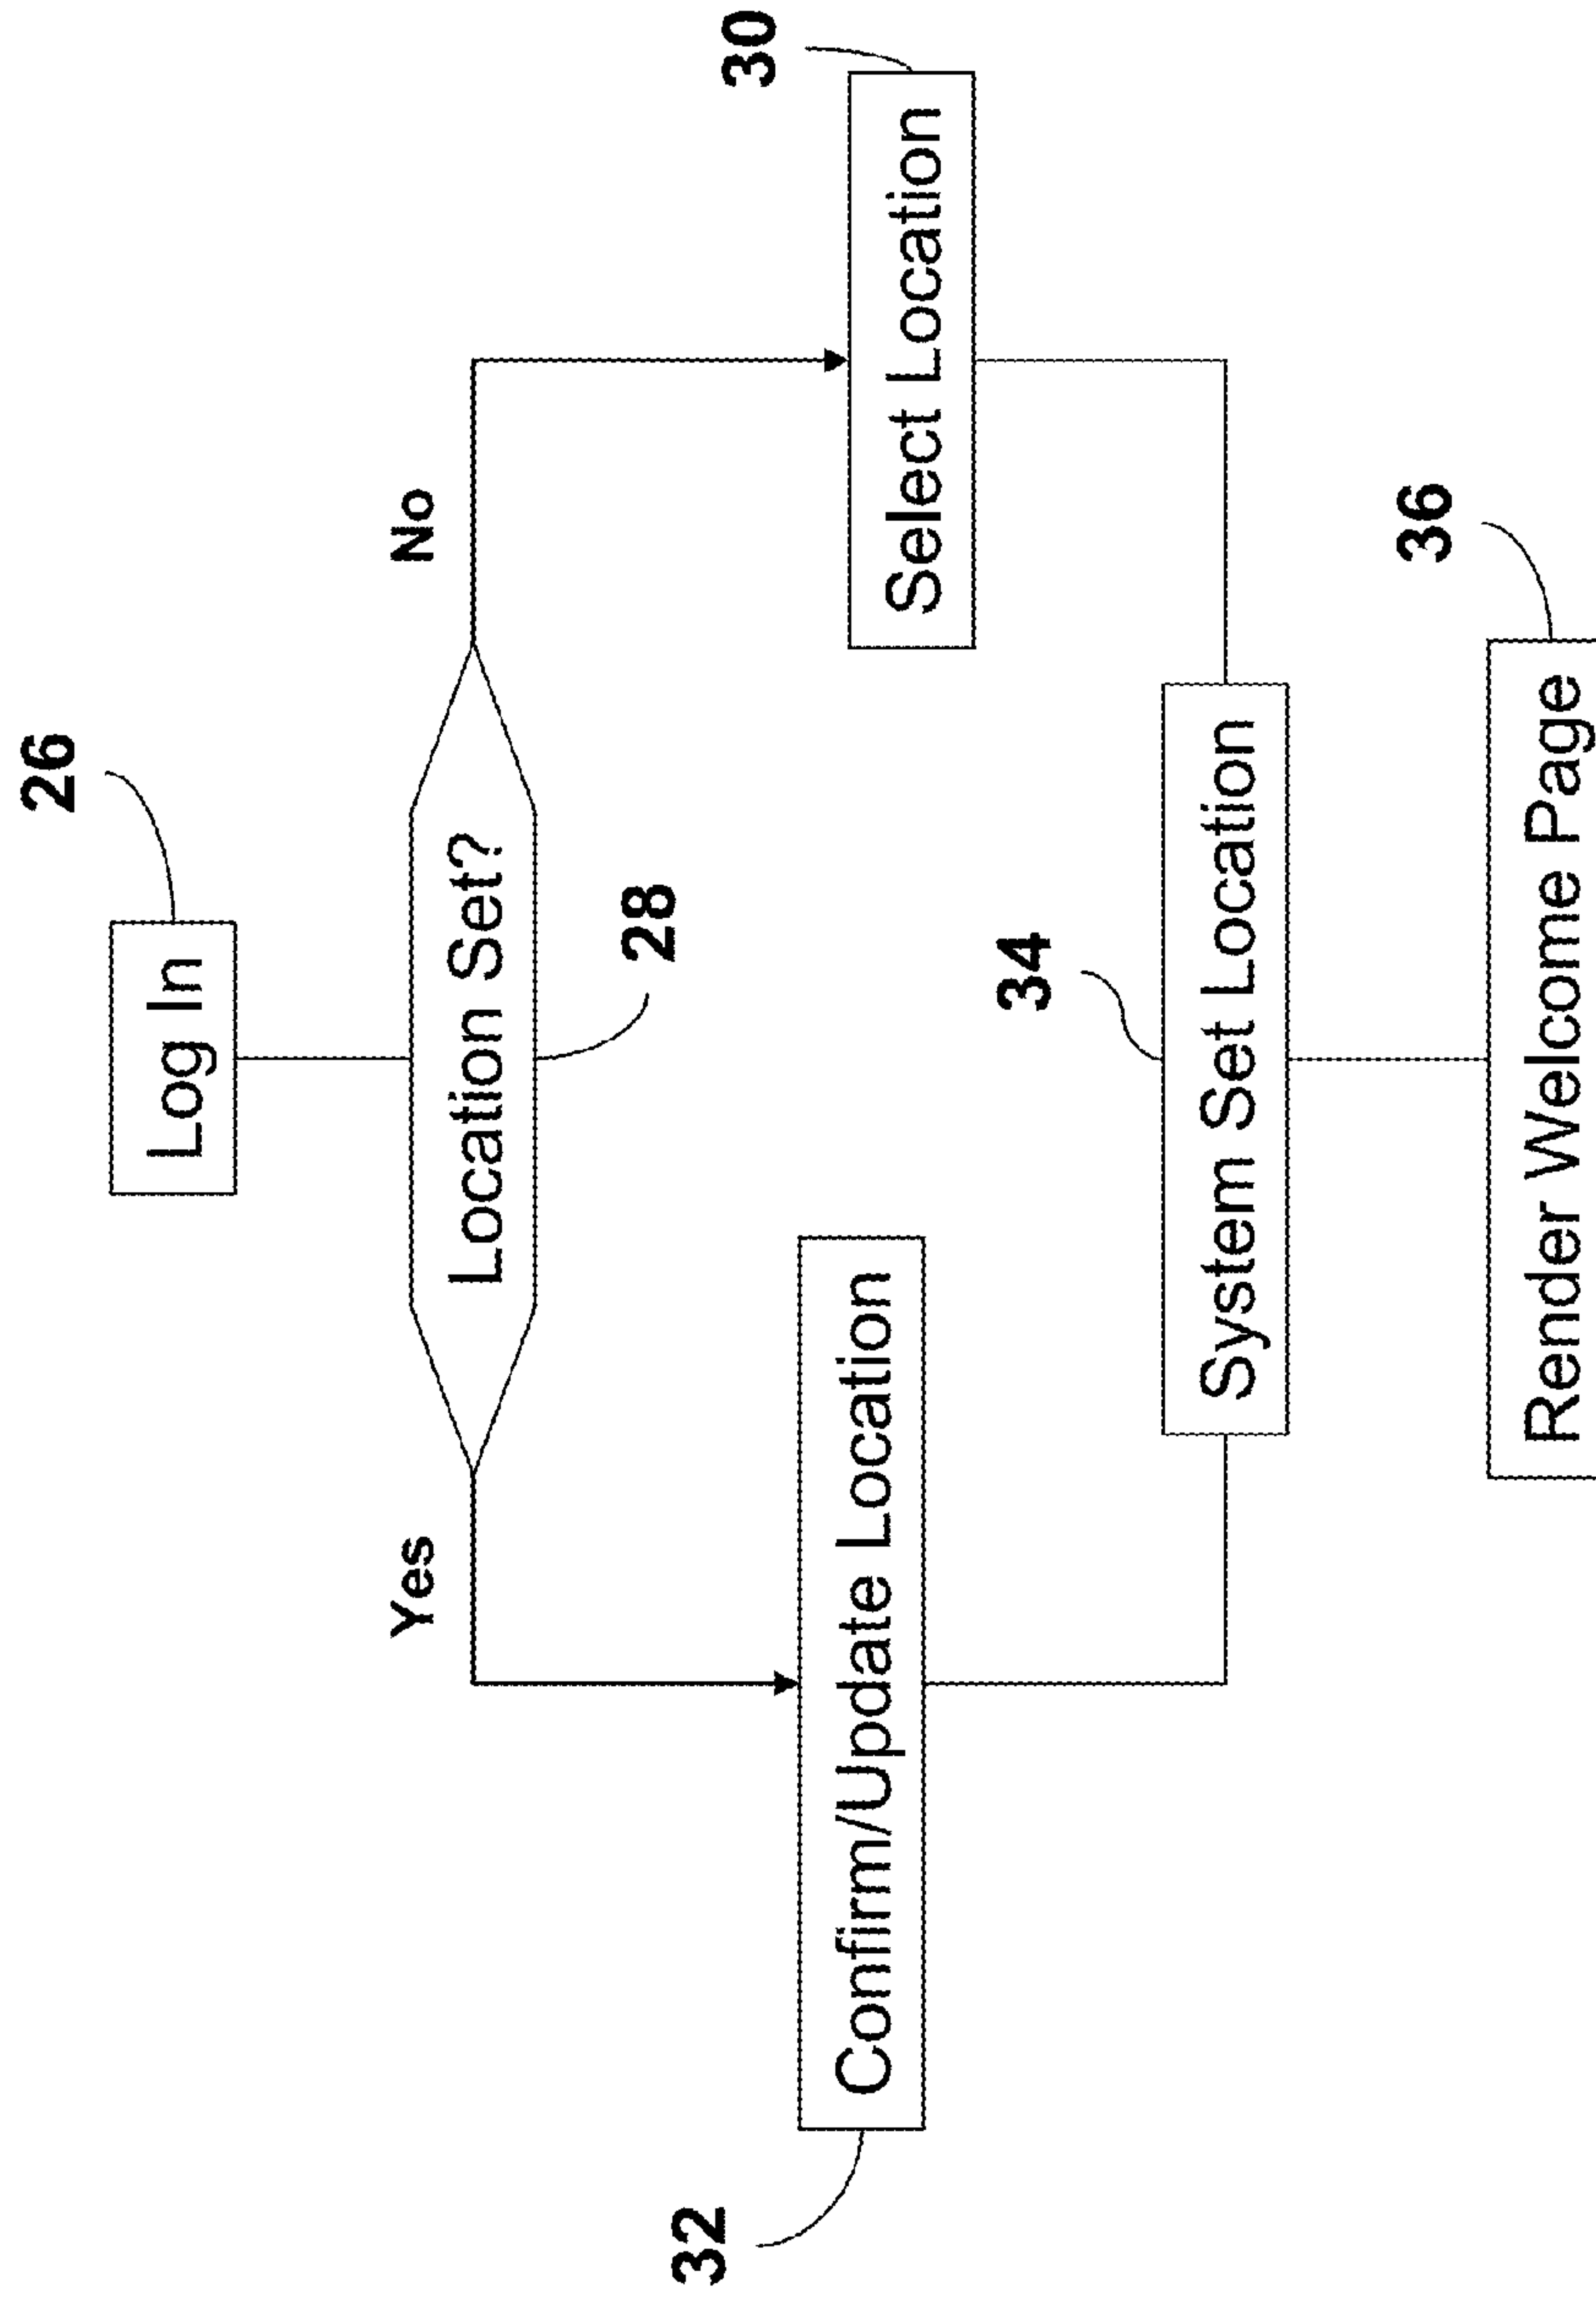 26
Log In
Location Set?
28
Yes
No
32
Confirm/Update Location
30
Select Location
34
System Set Location
36
Render Welcome Page